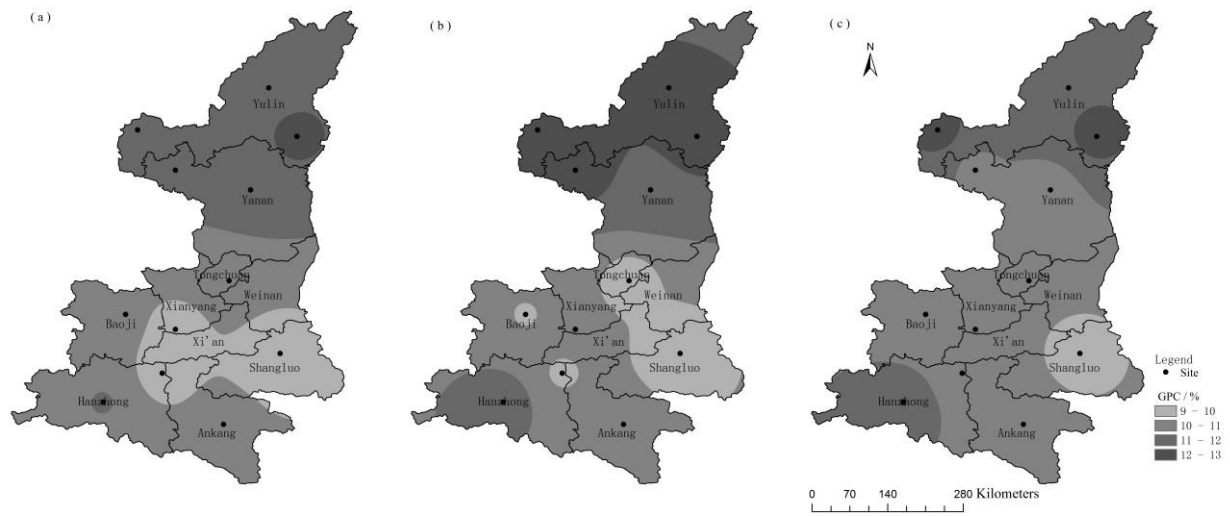 ( a )
Yulin
Yanan
Tongchuan
Weinan
Xianyang
Baoji
Xi'an
Shangluo
Hanzhong
Ankang
( b )
Yulin
Yanan
Tongchuan
Weinan
Xianyang
Baoji
Xi'an
Shangluo
Hanzhong
Ankang
( c )
N
Yulin
Yanan
Tongchuan
Weinan
Xianyang
Baoji
Xi'an
Shangluo
Hanzhong
Ankang
Legend
Site
GPC / %
9 - 10
10 - 11
11 - 12
12 - 13
0 70 140 280 Kilometers